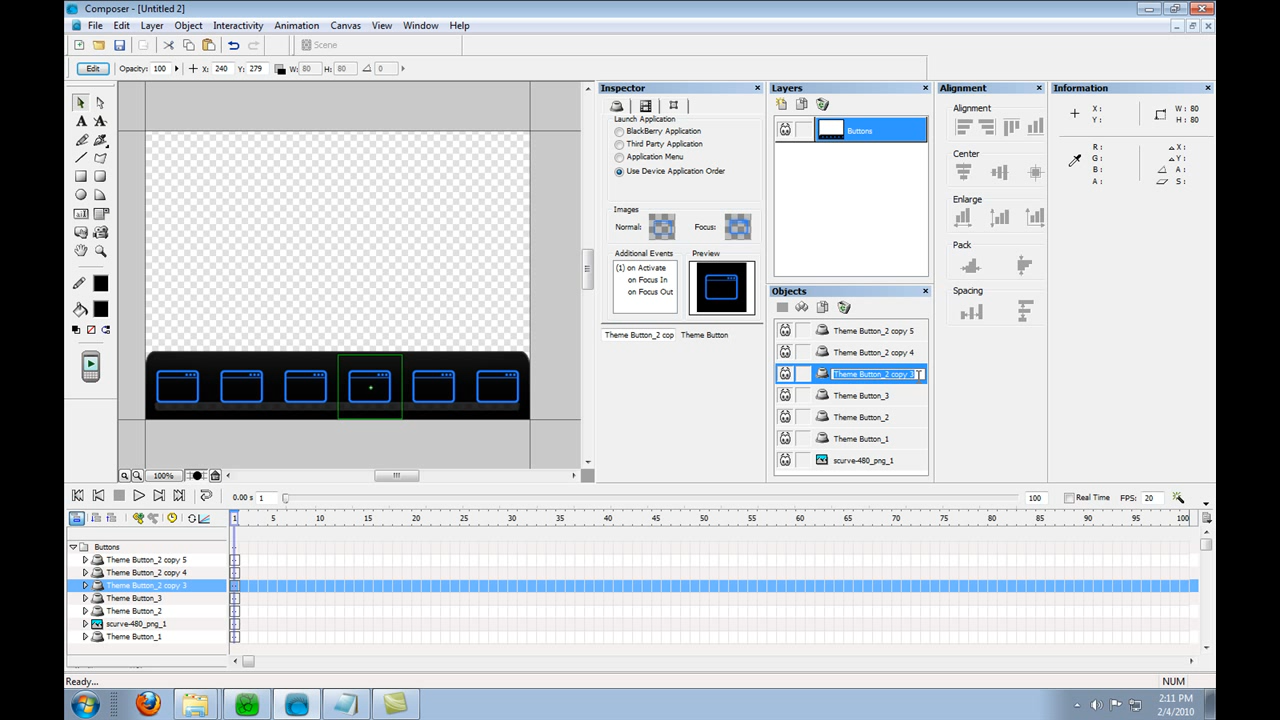 Composer - [Untitled 2]
File Edit Layer Object Interactivity Animation Canvas View Window Help
Scene
Edit Opacity: 100 X: 240 Y: 279 W: 80 H: 80 0
Inspector
Launch Application
BlackBerry Application
Third Party Application
Application Menu
Use Device Application Order
Images
Normal: Focus:
Additional Events Preview
(1) on Activate
on Focus In
on Focus Out
Theme Button_2 cop Theme Button
Layers
Buttons
Objects
Theme Button_2 copy 5
Theme Button_2 copy 4
Theme Button_2 copy 3
Theme Button_3
Theme Button_2
Theme Button_1
scurve-480_png_1
Alignment
Alignment
Center
Enlarge
Pack
Spacing
Information
X : W : 80
Y : H : 80
R : X :
G : Y :
B : A :
A : S :
100%
0.00 s 1 100 Real Time FPS: 20
1 5 10 15 20 25 30 35 40 45 50 55 60 65 70 75 80 85 90 95 100
Buttons
Theme Button_2 copy 5
Theme Button_2 copy 4
Theme Button_2 copy 3
Theme Button_3
Theme Button_2
scurve-480_png_1
Theme Button_1
Ready... NUM
2:11 PM
2/4/2010